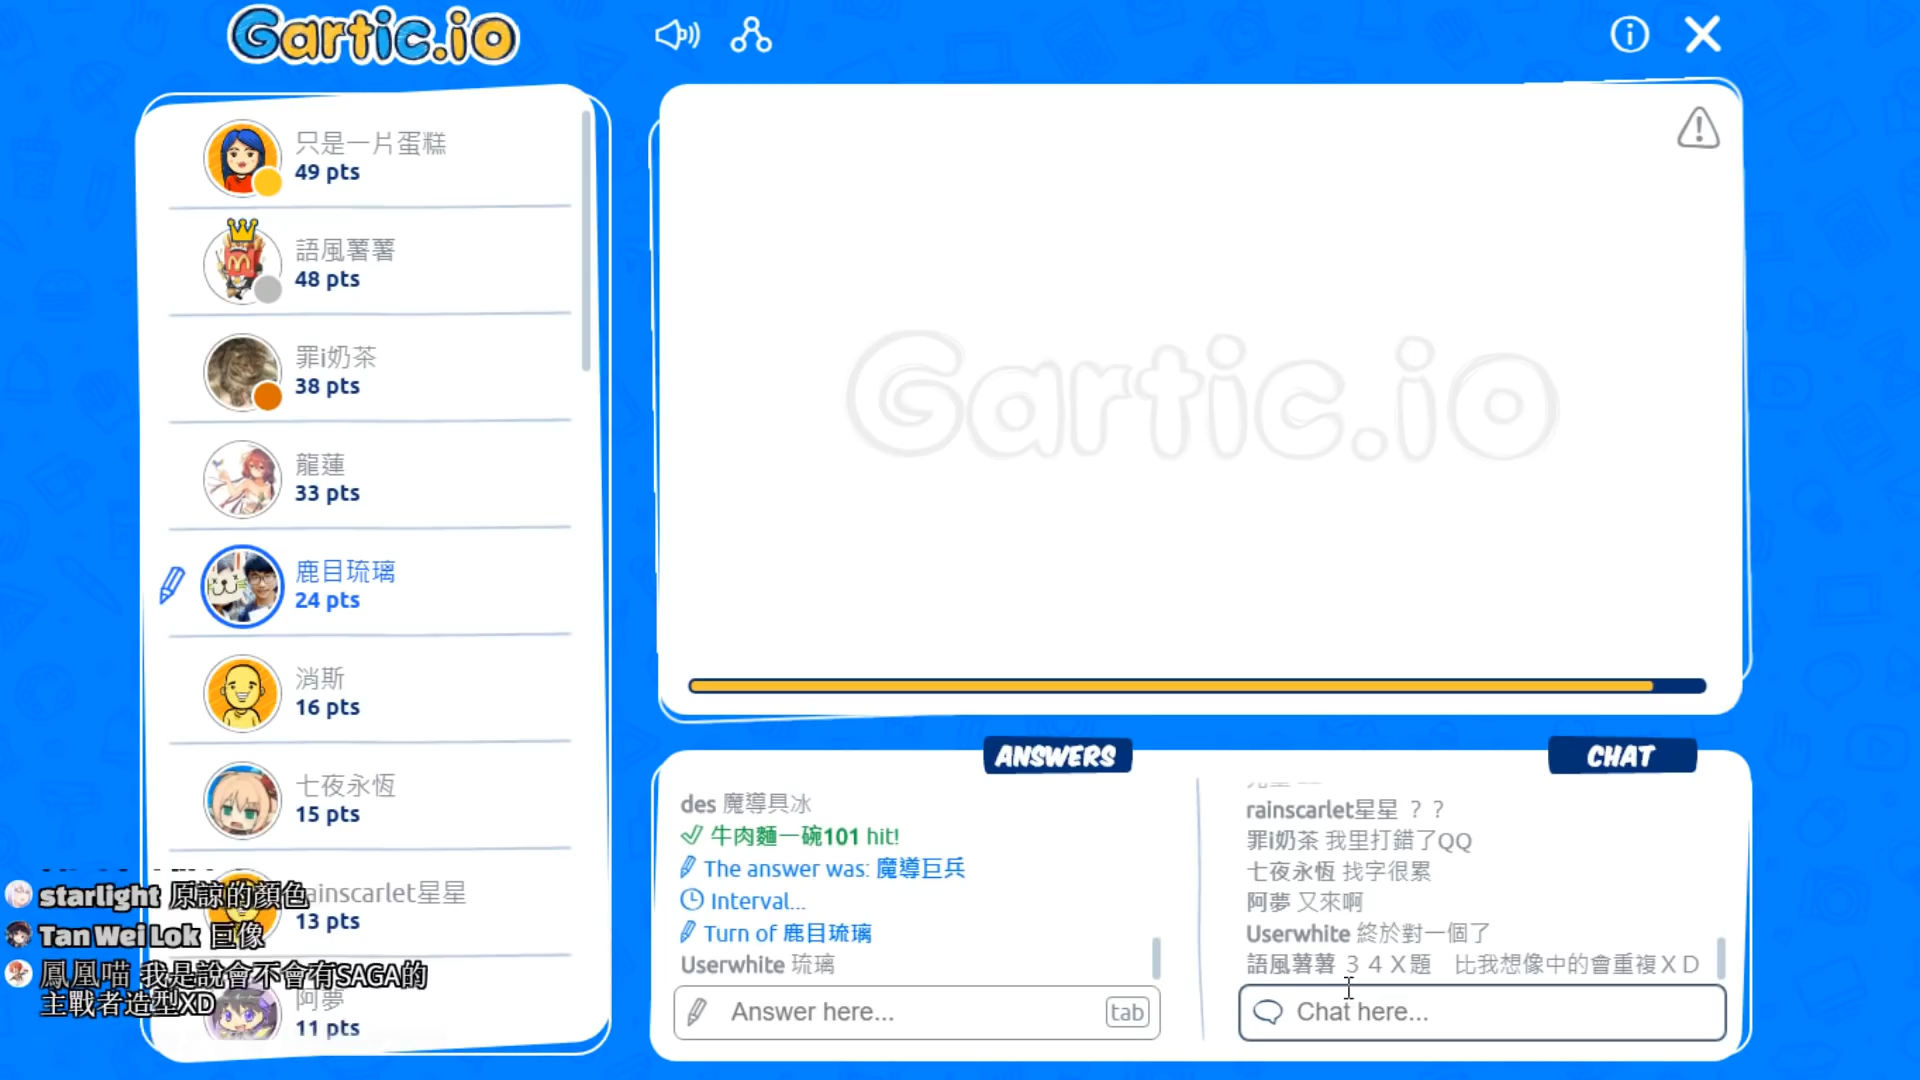 Gartic.io
只是一片蛋糕
49 pts
語風薯薯
48 pts
罪i奶茶
38 pts
龍蓮
33 pts
鹿目琉璃
24 pts
消斯
16 pts
七夜永恆
15 pts
rainscarlet星星
13 pts
阿夢
11 pts
starlight 原諒的顏色
Tan Wei Lok 巨像
鳳凰喵 我是說會不會有SAGA的
主戰者造型XD
Gartic.io
ANSWERS
des 魔導具冰
牛肉麵一碗101 hit!
The answer was: 魔導巨兵
Interval...
Turn of 鹿目琉璃
Userwhite 琉璃
Answer here...
tab
CHAT
rainscarlet星星 ？？
罪i奶茶 我里打錯了QQ
七夜永恆 找字很累
阿夢 又來啊
Userwhite 終於對一個了
語風薯薯 ３４Ｘ題　比我想像中的會重複ＸＤ
Chat here...